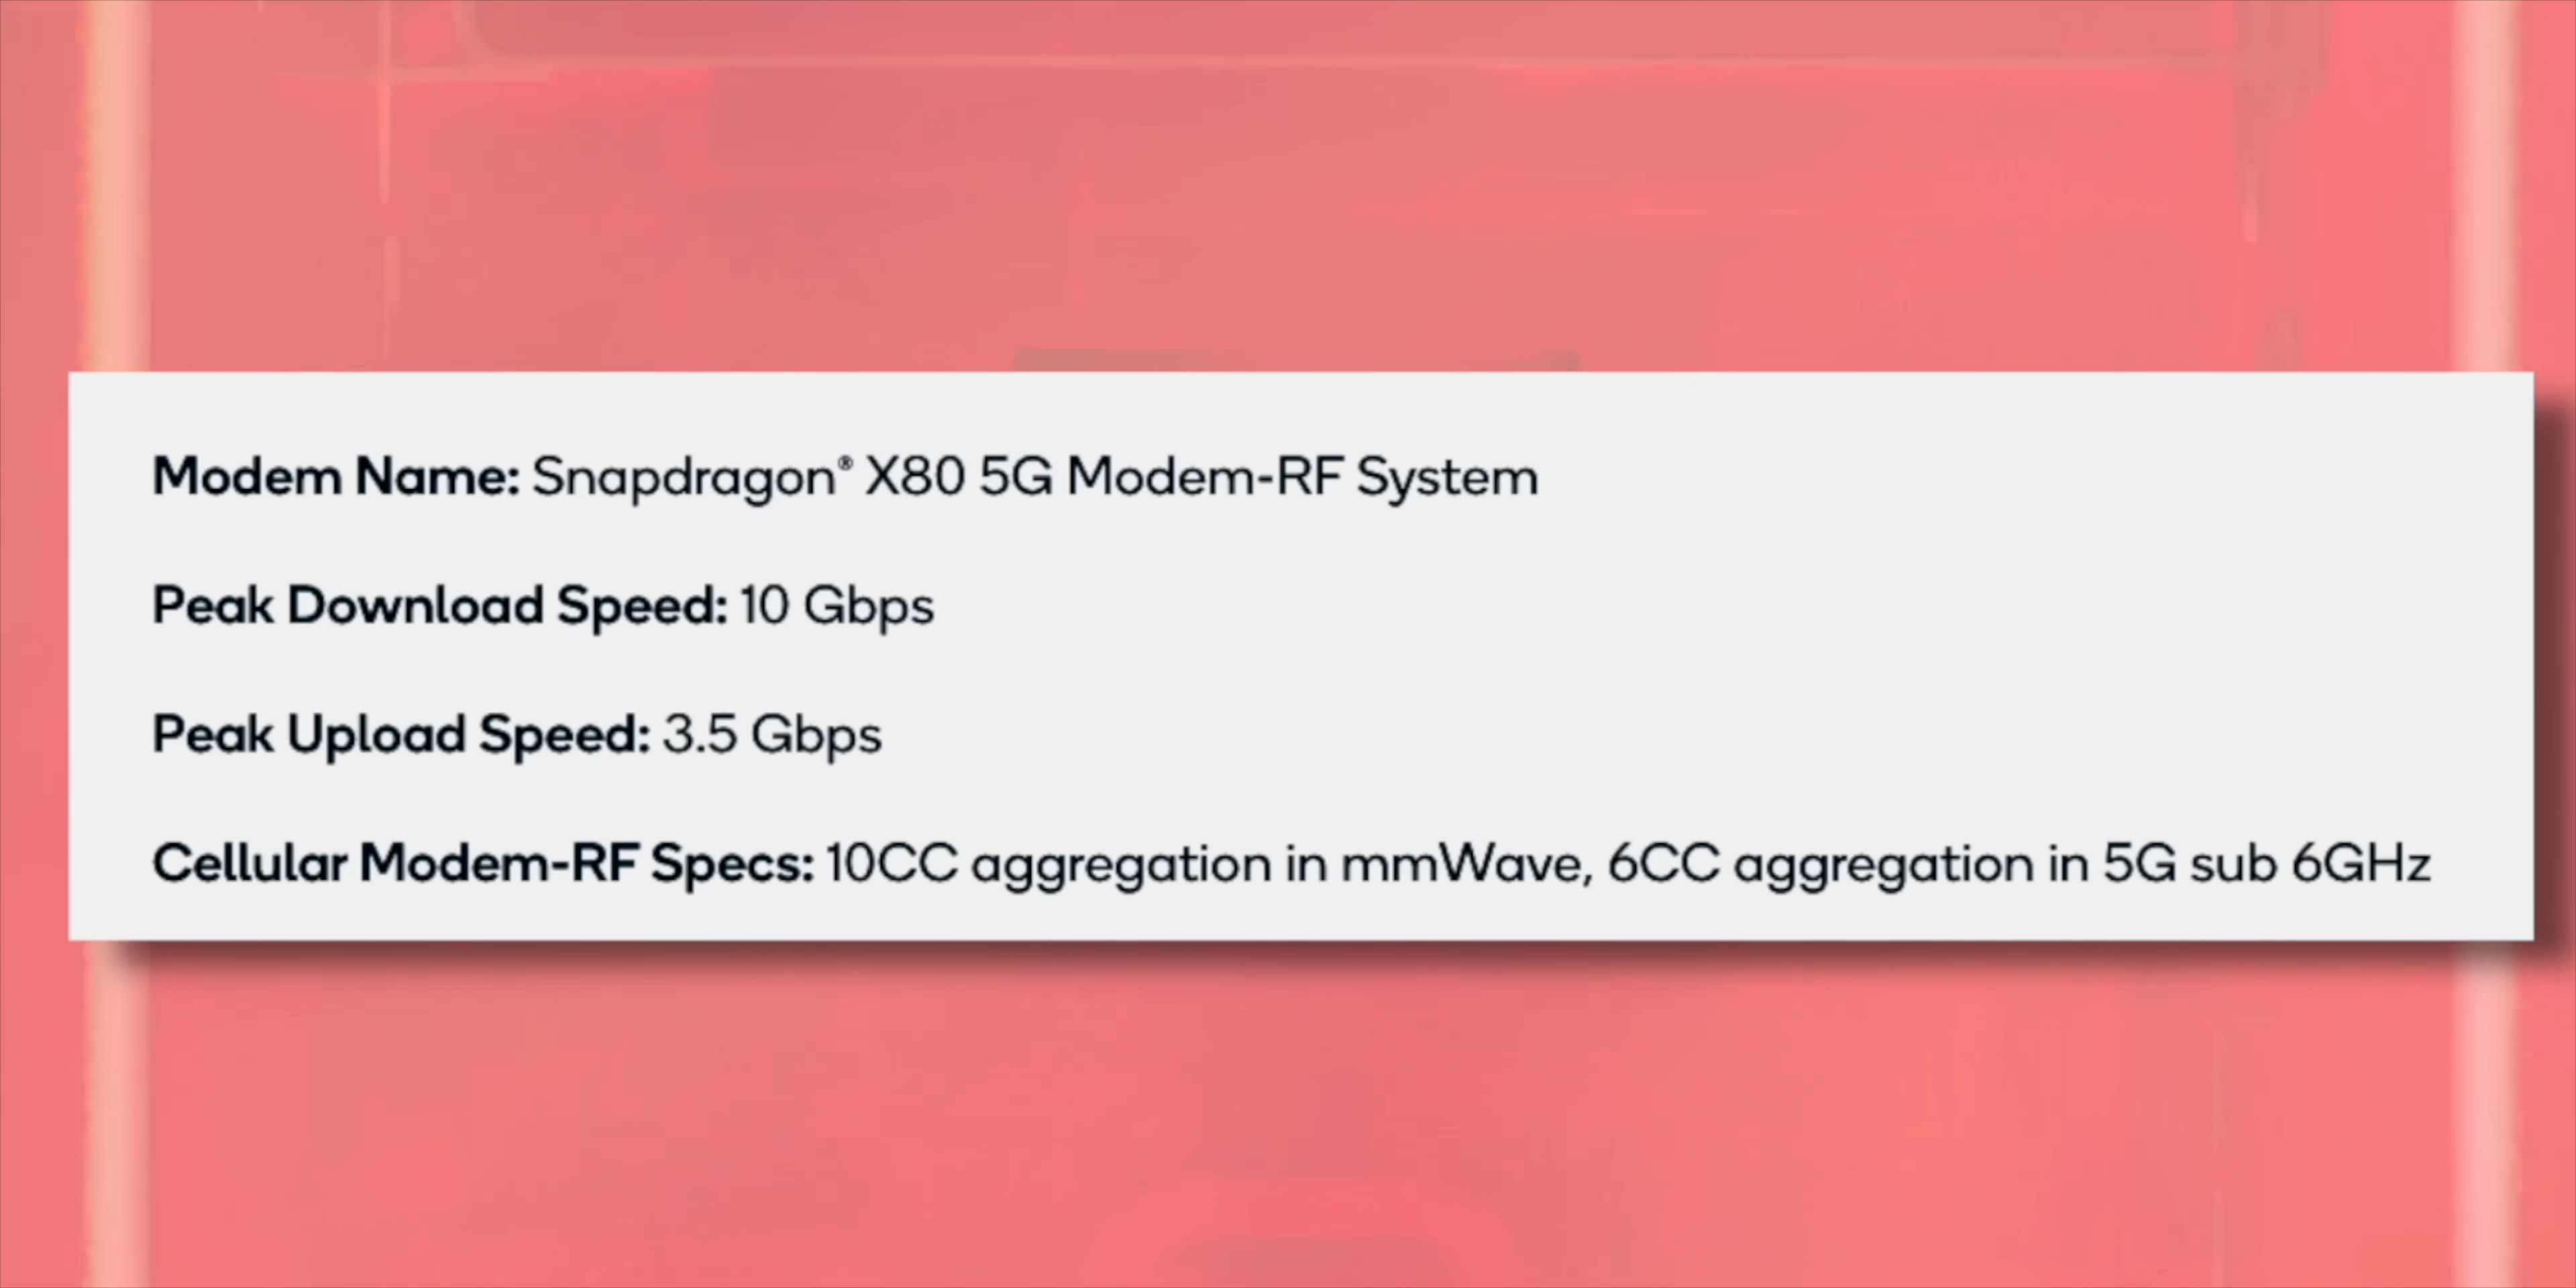 Modem Name: Snapdragon® X80 5G Modem-RF System
Peak Download Speed: 10 Gbps
Peak Upload Speed: 3.5 Gbps
Cellular Modem-RF Specs: 10CC aggregation in mmWave, 6CC aggregation in 5G sub 6GHz